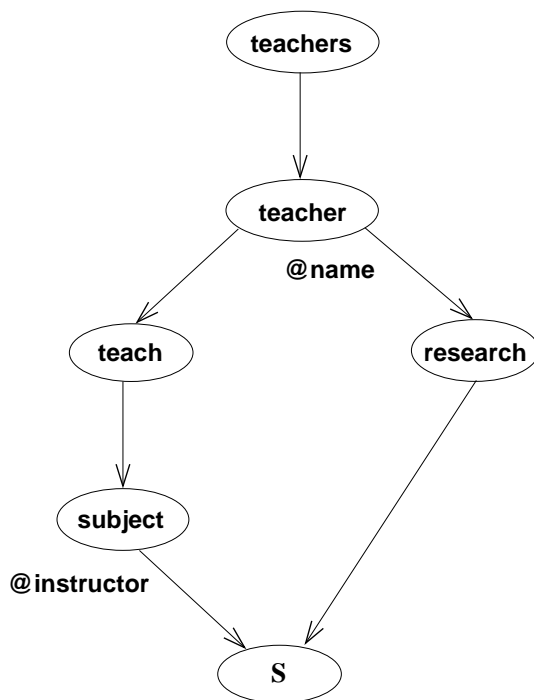 teachers
teacher
@name
teach
research
subject
@instructor
S